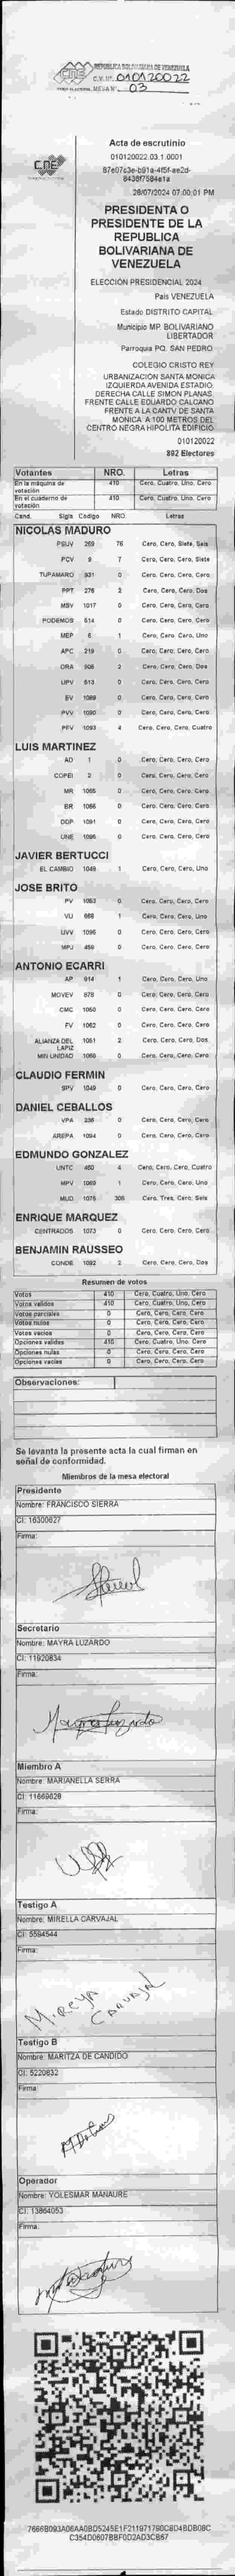 REPÚBLICA BOLIVARIANA DE VENEZUELA
C.V. Nº. 010120022
MESA Nº. 03
CNE
Acta de escrutinio
010120022.03.1.0001
28/07/2024 07:00:01 PM
PRESIDENTA O
PRESIDENTE DE LA
REPUBLICA
BOLIVARIANA DE
VENEZUELA
ELECCIÓN PRESIDENCIAL 2024
País VENEZUELA
Estado DISTRITO CAPITAL
Municipio MP. BOLIVARIANO
LIBERTADOR
Parroquia PQ. SAN PEDRO
COLEGIO CRISTO REY
URBANIZACIÓN SANTA MONICA
IZQUIERDA AVENIDA ESTADIO.
DERECHA CALLE SIMON PLANAS.
FRENTE CALLE EDUARDO CALCANO
FRENTE A LA CANTV DE SANTA
MONICA A 100 METROS DEL
CENTRO NEGRA HIPOLITA EDIFICIO
010120022
892 Electores
Votantes NRO. Letras
En la máquina de votación 410 Cero, Cuatro, Uno, Cero
En el cuaderno de votación 410 Cero, Cuatro, Uno, Cero
Cand. Sigla Código NRO. Letras
NICOLAS MADURO
PSUV 259 76 Cero, Cero, Siete, Seis
PCV 9 7 Cero, Cero, Cero, Siete
TUPAMARO 931 0 Cero, Cero, Cero, Cero
PPT 276 2 Cero, Cero, Cero, Dos
MSV 1017 0 Cero, Cero, Cero, Cero
PODEMOS 514 0 Cero, Cero, Cero, Cero
MEP 6 1 Cero, Cero, Cero, Uno
APC 219 0 Cero, Cero, Cero, Cero
ORA 906 2 Cero, Cero, Cero, Dos
UPV 513 0 Cero, Cero, Cero, Cero
EV 1089 0 Cero, Cero, Cero, Cero
PVV 1090 0 Cero, Cero, Cero, Cero
PFV 1093 4 Cero, Cero, Cero, Cuatro
LUIS MARTINEZ
AD 1 0 Cero, Cero, Cero, Cero
COPEI 2 0 Cero, Cero, Cero, Cero
MR 1065 0 Cero, Cero, Cero, Cero
BR 1066 0 Cero, Cero, Cero, Cero
DDP 1091 0 Cero, Cero, Cero, Cero
UNE 1096 0 Cero, Cero, Cero, Cero
JAVIER BERTUCCI
EL CAMBIO 1048 1 Cero, Cero, Cero, Uno
JOSE BRITO
PV 1053 0 Cero, Cero, Cero, Cero
VU 668 1 Cero, Cero, Cero, Uno
UVV 1095 0 Cero, Cero, Cero, Cero
MPJ 459 0 Cero, Cero, Cero, Cero
ANTONIO ECARRI
AP 914 1 Cero, Cero, Cero, Uno
MOVEV 878 0 Cero, Cero, Cero, Cero
CMC 1050 0 Cero, Cero, Cero, Cero
FV 1062 0 Cero, Cero, Cero, Cero
ALIANZA DEL LAPIZ 1051 2 Cero, Cero, Cero, Dos
MIN UNIDAD 1069 0 Cero, Cero, Cero, Cero
CLAUDIO FERMIN
SPV 1049 0 Cero, Cero, Cero, Cero
DANIEL CEBALLOS
VPA 236 0 Cero, Cero, Cero, Cero
AREPA 1094 0 Cero, Cero, Cero, Cero
EDMUNDO GONZALEZ
UNTC 460 4 Cero, Cero, Cero, Cuatro
MPV 1069 1 Cero, Cero, Cero, Uno
MUD 1076 306 Cero, Tres, Cero, Seis
ENRIQUE MARQUEZ
CENTRADOS 1073 0 Cero, Cero, Cero, Cero
BENJAMIN RAUSSEO
CONDE 1092 2 Cero, Cero, Cero, Dos
Resumen de votos
Votos 410 Cero, Cuatro, Uno, Cero
Votos válidos 410 Cero, Cuatro, Uno, Cero
Votos parciales 0 Cero, Cero, Cero, Cero
Votos nulos 0 Cero, Cero, Cero, Cero
Votos vacíos 0 Cero, Cero, Cero, Cero
Opciones válidas 410 Cero, Cuatro, Uno, Cero
Opciones nulas 0 Cero, Cero, Cero, Cero
Opciones vacías 0 Cero, Cero, Cero, Cero
Observaciones:
Se levanta la presente acta la cual firman en
señal de conformidad.
Miembros de la mesa electoral
Presidente
Nombre: FRANCISCO SIERRA
CI: 16300627
Firma:
Secretario
Nombre: MAYRA LUZARDO
CI: 11920834
Firma:
Mayra Luzardo
Miembro A
Nombre: MARIANELLA SERRA
CI: 11669628
Firma:
Testigo A
Nombre: MIRELLA CARVAJAL
CI: 5594544
Firma:
MIREYA CARVAJAL
Testigo B
Nombre: MARITZA DE CANDIDO
CI: 5220832
Firma:
Operador
Nombre: YOLESMAR MANAURE
CI: 13864053
Firma:
7666B093A06AA0BD5245E1F211971790C8D4BDB08C
C354D0607BBF0D2AD3CB67